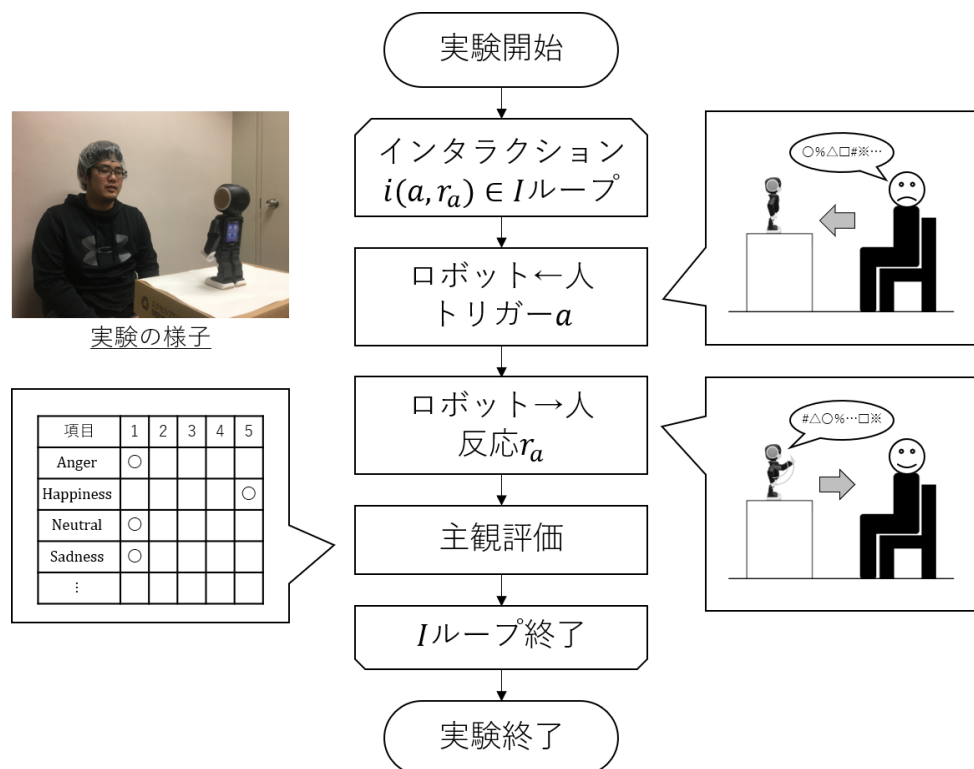 実験開始
インタラクション
i(a, r_a) ∈ Iループ
ロボット←人
トリガーa
ロボット→人
反応r_a
主観評価
Iループ終了
実験終了
実験の様子
項目 1 2 3 4 5
Anger ○
Happiness ○
Neutral ○
Sadness ○
⋮
○%△□#※…
#△○%…□※